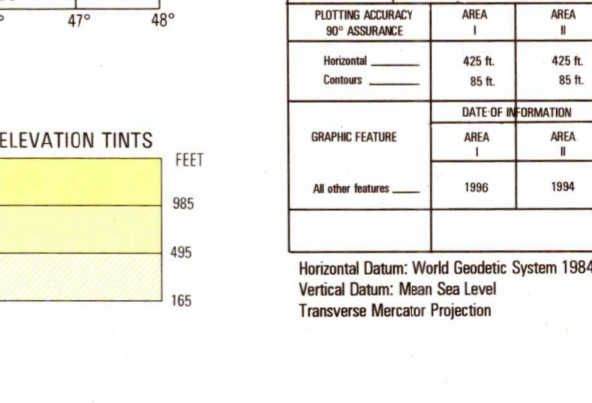 47° 48°
PLOTTING ACCURACY AREA AREA
90° ASSURANCE I II
Horizontal 425 ft. 425 ft.
Contours 85 ft. 85 ft.
DATE OF INFORMATION
GRAPHIC FEATURE AREA AREA
I II
All other features 1996 1994
ELEVATION TINTS
FEET
985
495
165
Horizontal Datum: World Geodetic System 1984
Vertical Datum: Mean Sea Level
Transverse Mercator Projection